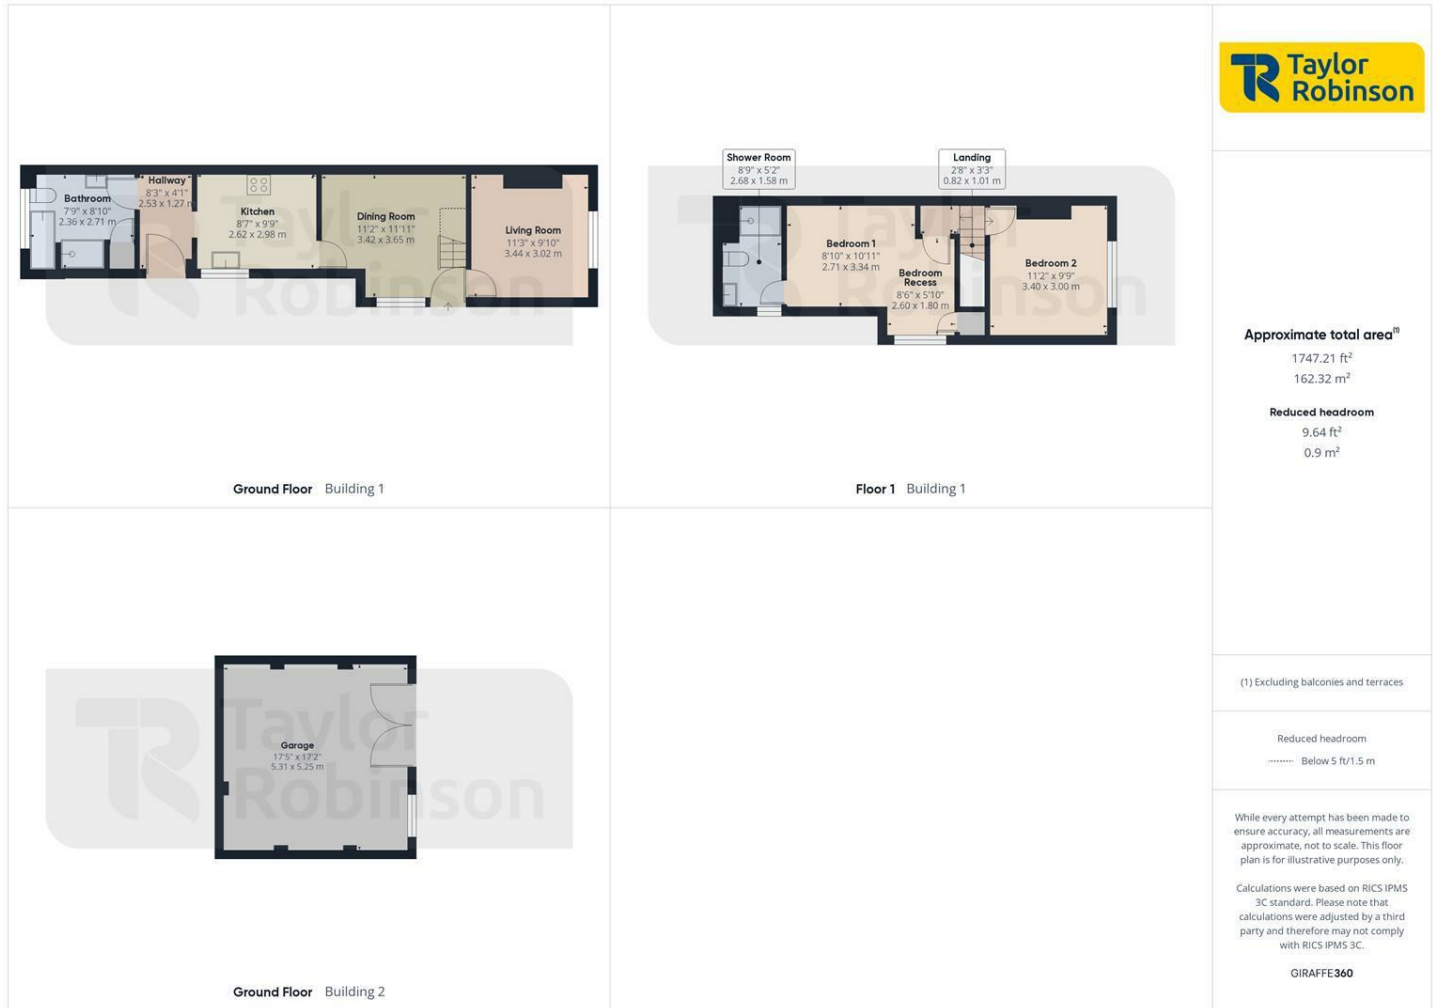 Taylor
Robinson
Bathroom
7'9" x 8'10"
2.36 x 2.71 m
Hallway
8'3" x 4'1"
2.53 x 1.27 m
Kitchen
8'7" x 9'9"
2.62 x 2.98 m
Dining Room
11'2" x 11'11"
3.42 x 3.65 m
Living Room
11'3" x 9'10"
3.44 x 3.02 m
Taylor
Robinson
Ground Floor Building 1
Shower Room
8'9" x 5'2"
2.68 x 1.58 m
Landing
2'8" x 3'3"
0.82 x 1.01 m
Bedroom 1
8'10" x 10'11"
2.71 x 3.34 m
Bedroom
Recess
8'6" x 5'10"
2.60 x 1.80 m
Bedroom 2
11'2" x 9'9"
3.40 x 3.00 m
Taylor
Robinson
Floor 1 Building 1
Garage
17'5" x 17'2"
5.31 x 5.25 m
Taylor
Robinson
Ground Floor Building 2
Approximate total area(1)
1747.21 ft²
162.32 m²
Reduced headroom
9.64 ft²
0.9 m²
(1) Excluding balconies and terraces
Reduced headroom
Below 5 ft/1.5 m
While every attempt has been made to
ensure accuracy, all measurements are
approximate, not to scale. This floor
plan is for illustrative purposes only.
Calculations were based on RICS IPMS
3C standard. Please note that
calculations were adjusted by a third
party and therefore may not comply
with RICS IPMS 3C.
GIRAFFE360